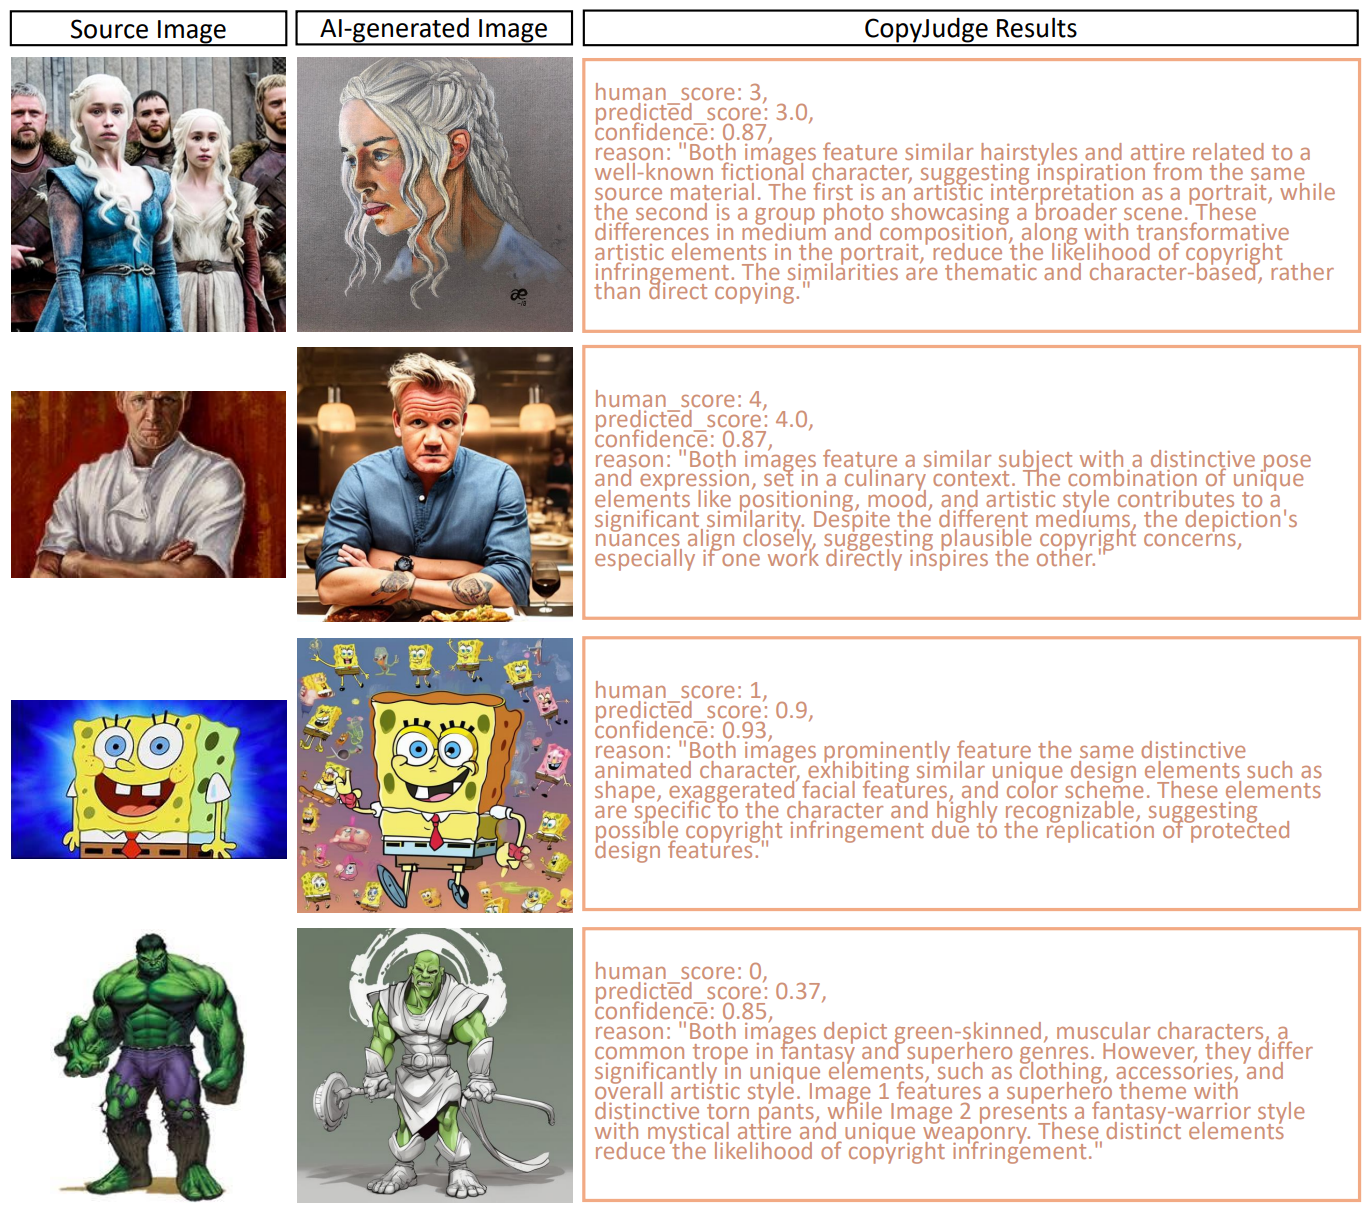 Source Image
AI-generated Image
CopyJudge Results
human_score: 3,
predicted_score: 3.0,
confidence: 0.87,
reason: "Both images feature similar hairstyles and attire related to a
well-known fictional character, suggesting inspiration from the same
source material. The first is an artistic interpretation as a portrait, while
the second is a group photo showcasing a broader scene. These
differences in medium and composition, along with transformative
artistic elements in the portrait, reduce the likelihood of copyright
infringement. The similarities are thematic and character-based, rather
than direct copying."
human_score: 4,
predicted_score: 4.0,
confidence: 0.87,
reason: "Both images feature a similar subject with a distinctive pose
and expression, set in a culinary context. The combination of unique
elements like positioning, mood, and artistic style contributes to a
significant similarity. Despite the different mediums, the depiction's
nuances align closely, suggesting plausible copyright concerns,
especially if one work directly inspires the other."
human_score: 1,
predicted_score: 0.9,
confidence: 0.93,
reason: "Both images prominently feature the same distinctive
animated character, exhibiting similar unique design elements such as
shape, exaggerated facial features, and color scheme. These elements
are specific to the character and highly recognizable, suggesting
possible copyright infringement due to the replication of protected
design features."
human_score: 0,
predicted_score: 0.37,
confidence: 0.85,
reason: "Both images depict green-skinned, muscular characters, a
common trope in fantasy and superhero genres. However, they differ
significantly in unique elements, such as clothing, accessories, and
overall artistic style. Image 1 features a superhero theme with
distinctive torn pants, while Image 2 presents a fantasy-warrior style
with mystical attire and unique weaponry. These distinct elements
reduce the likelihood of copyright infringement."